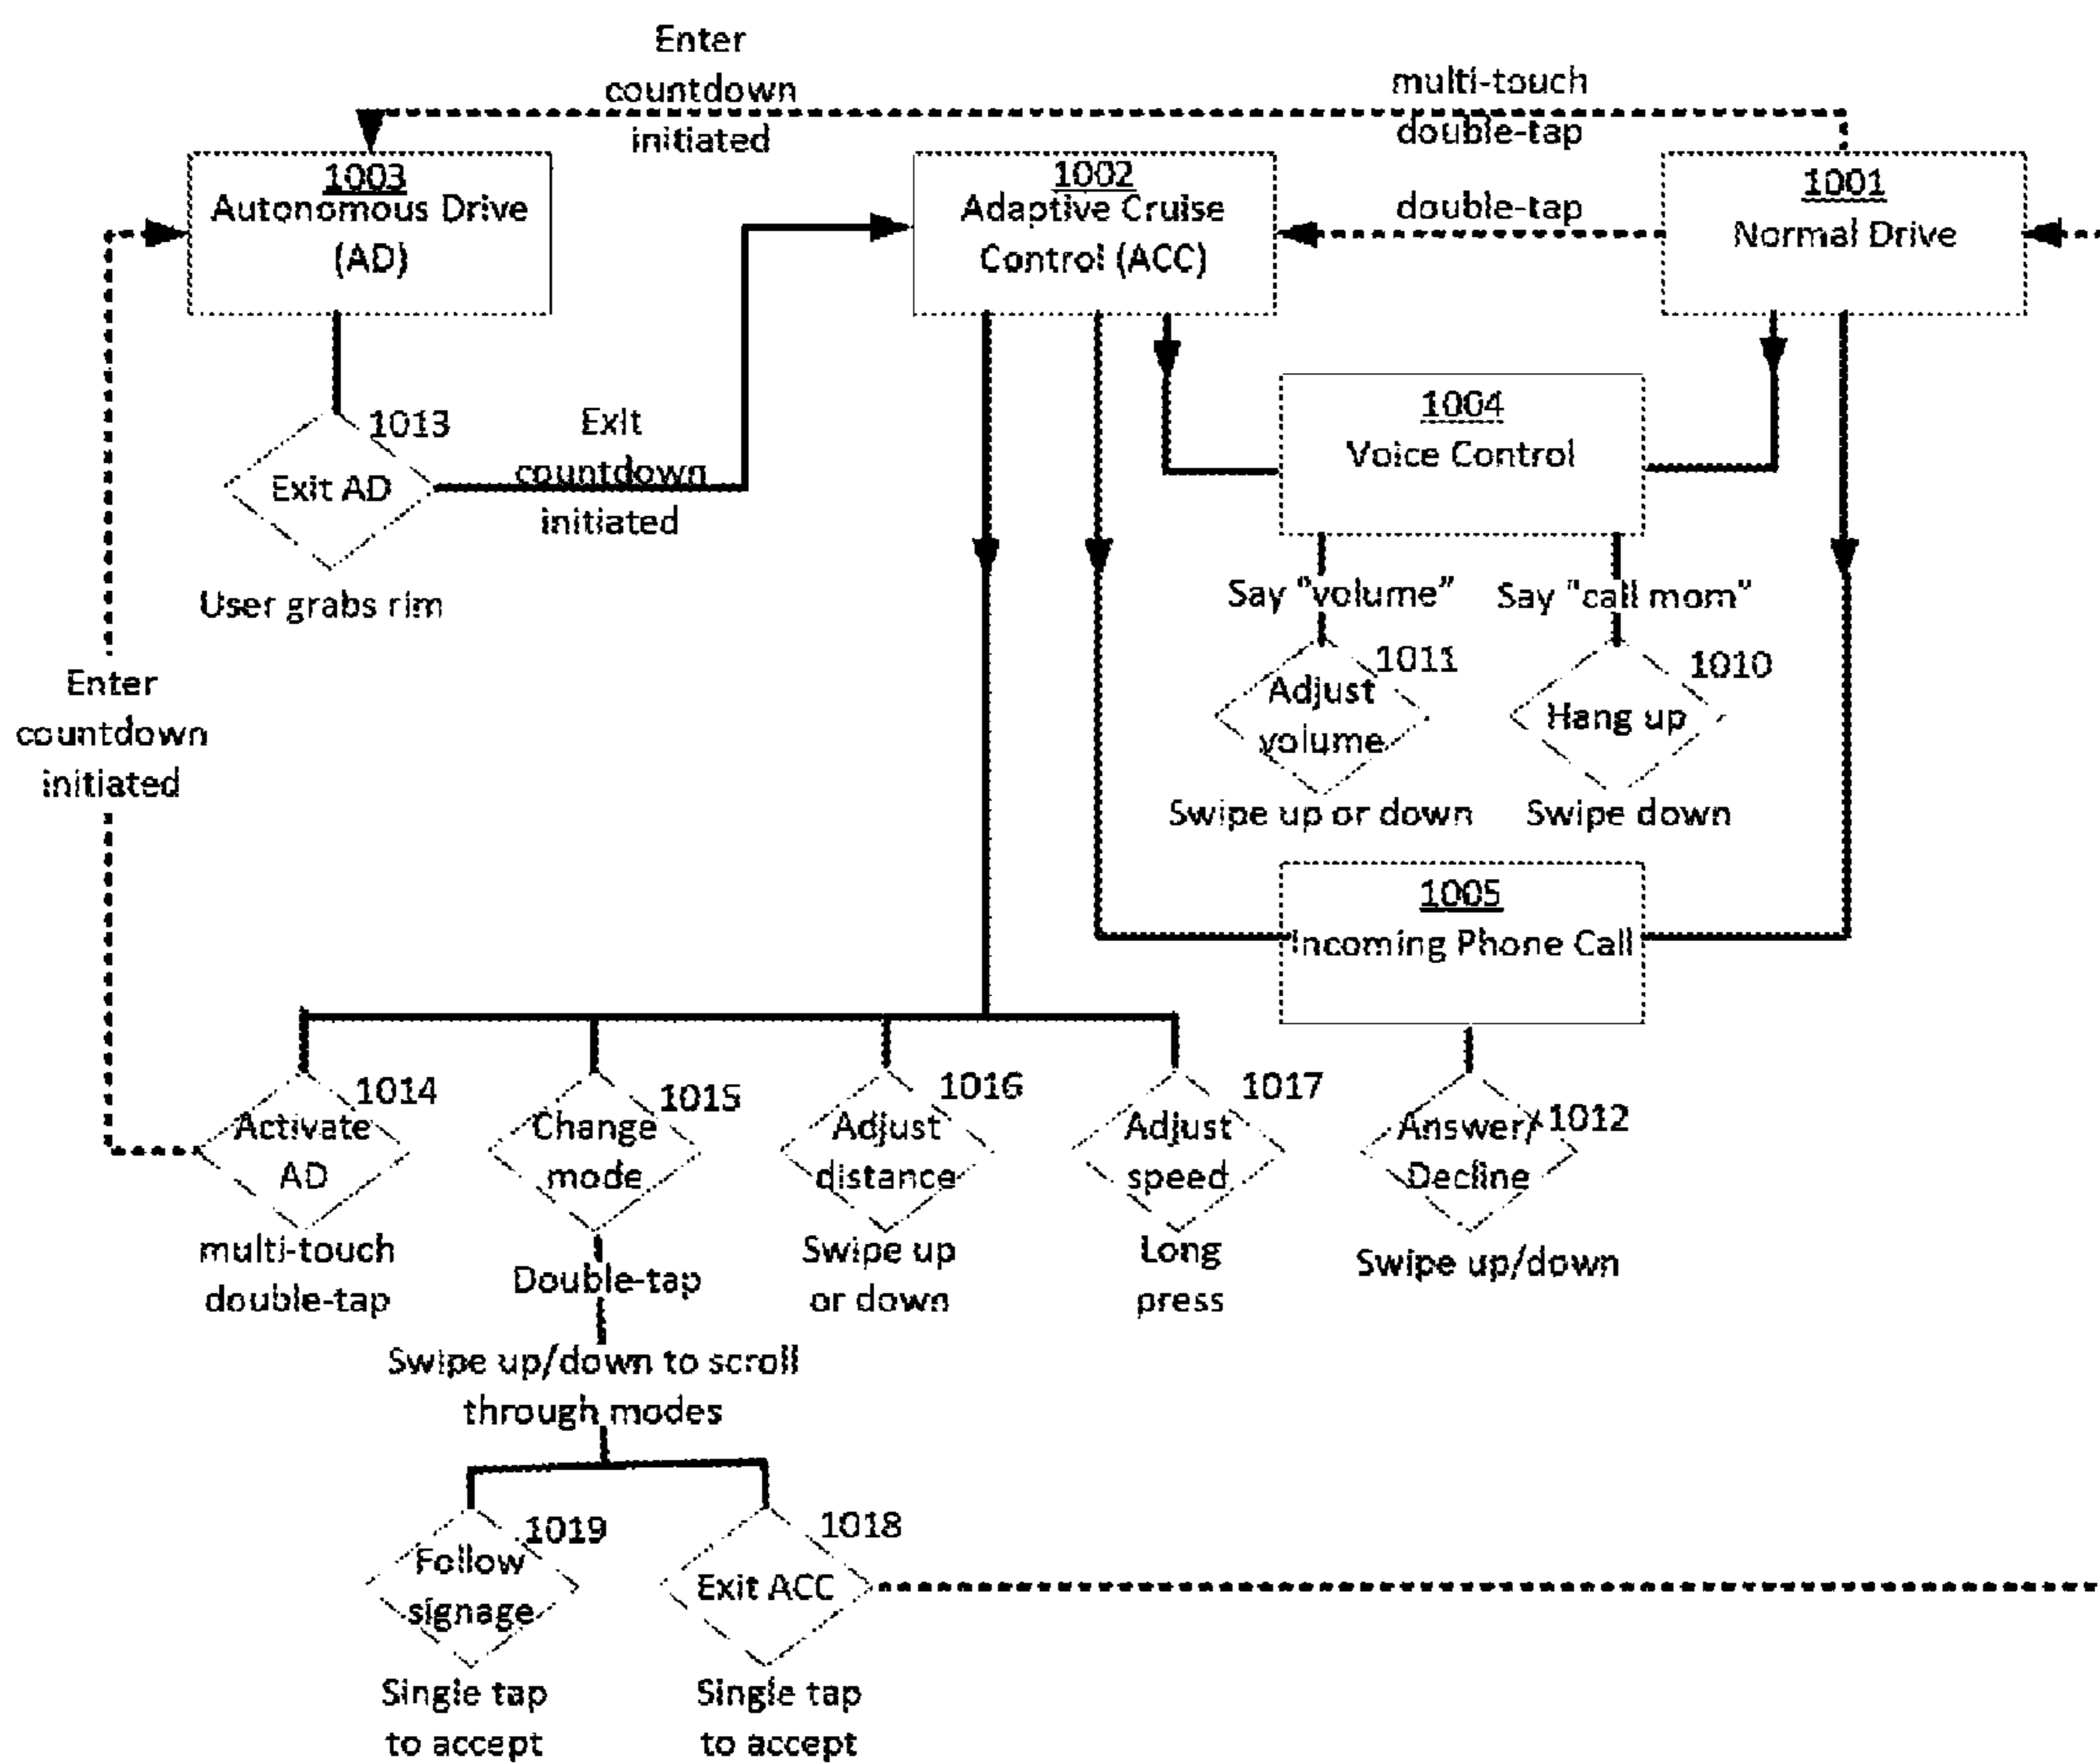 Enter
countdown
initiated
multi-touch
double-tap
1003
Autonomous Drive
(AD)
1002
Adaptive Cruise
Control (ACC)
double-tap
1001
Normal Drive
1013
Exit AD
User grabs rim
Exit
countdown
initiated
1004
Voice Control
Say "volume"
Say "call mom"
1011
Adjust
volume
Swipe up or down
1010
Hang up
Swipe down
Enter
countdown
initiated
1005
Incoming Phone Call
1014
Activate
AD
multi-touch
double-tap
1015
Change
mode
Double-tap
1016
Adjust
distance
Swipe up
or down
1017
Adjust
speed
Long
press
1012
Answer/
Decline
Swipe up/down
Swipe up/down to scroll
through modes
1019
Follow
signage
Single tap
to accept
1018
Exit ACC
Single tap
to accept